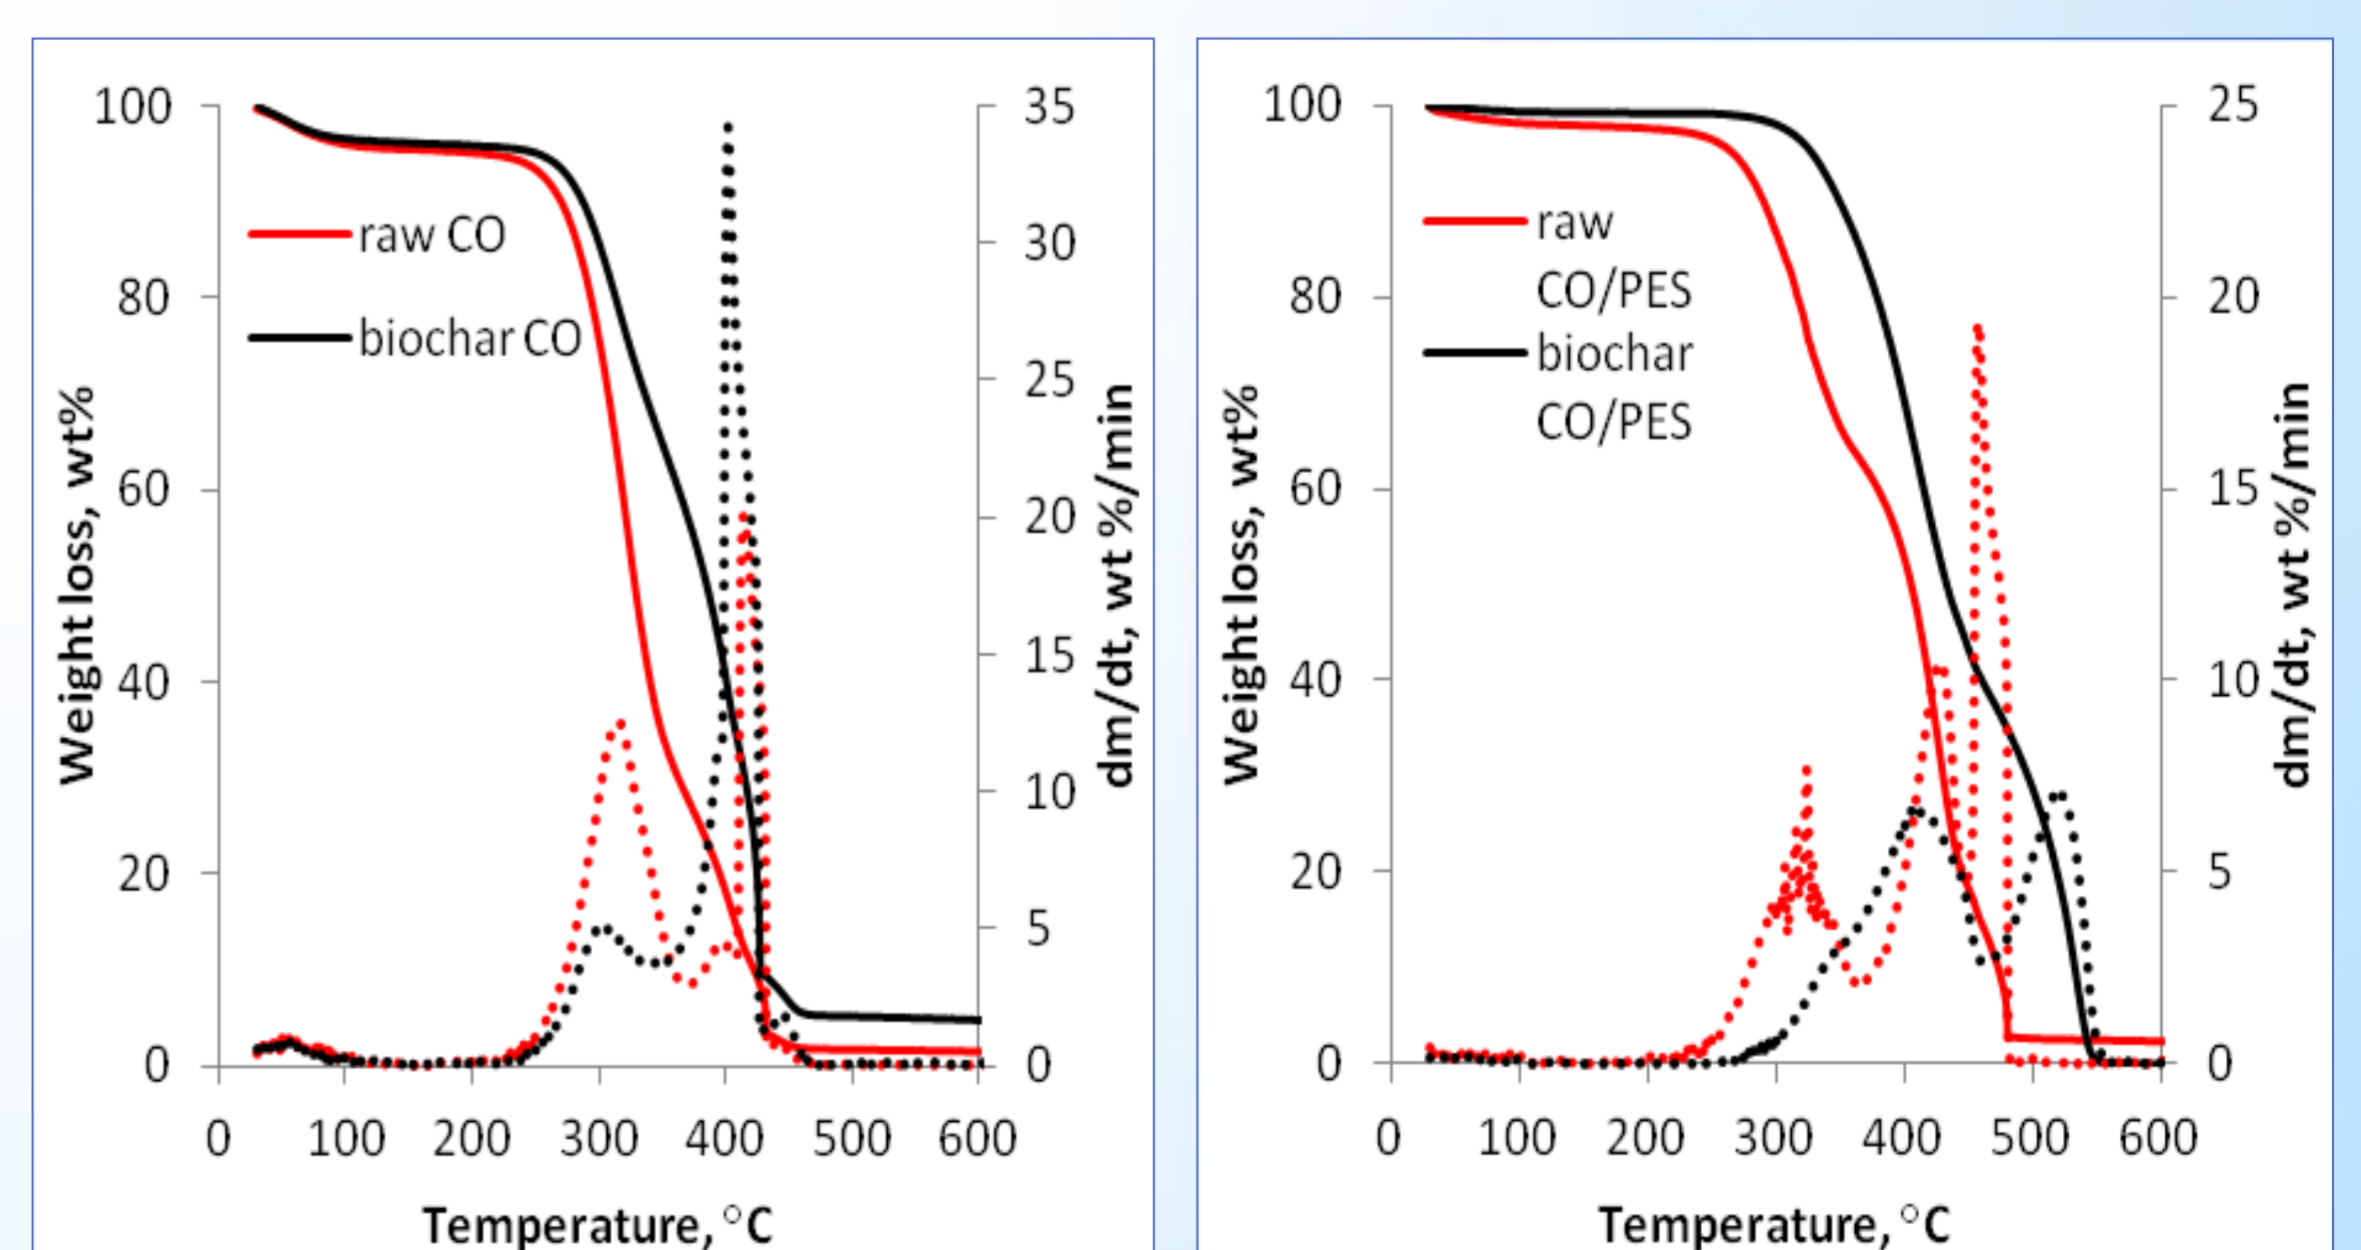 100
80
60
40
20
0
Weight loss, wt%
raw CO
biochar CO
35
30
25
20
15
10
5
0
dm/dt, wt %/min
0 100 200 300 400 500 600
Temperature, °C
100
80
60
40
20
0
Weight loss, wt%
raw
CO/PES
biochar
CO/PES
25
20
15
10
5
0
dm/dt, wt %/min
0 100 200 300 400 500 600
Temperature, °C